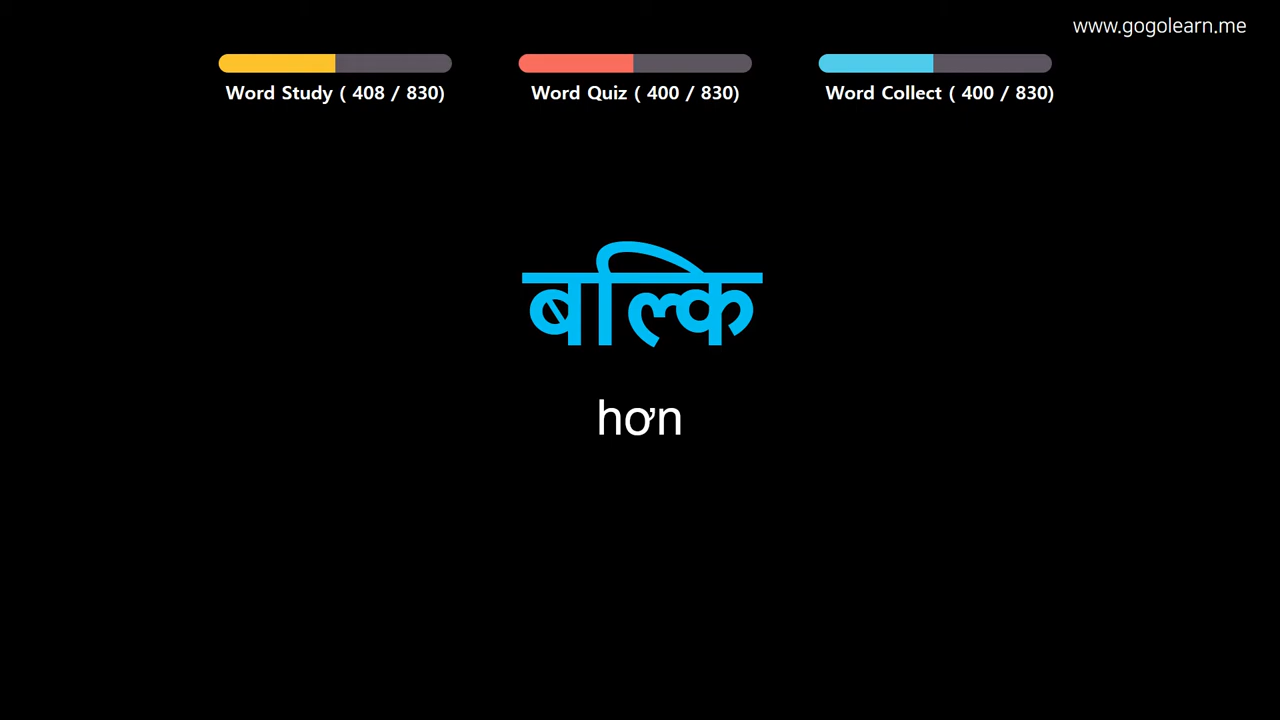 www.gogolearn.me
Word Study ( 408 / 830)
Word Quiz ( 400 / 830)
Word Collect ( 400 / 830)
बल्कि
hơn